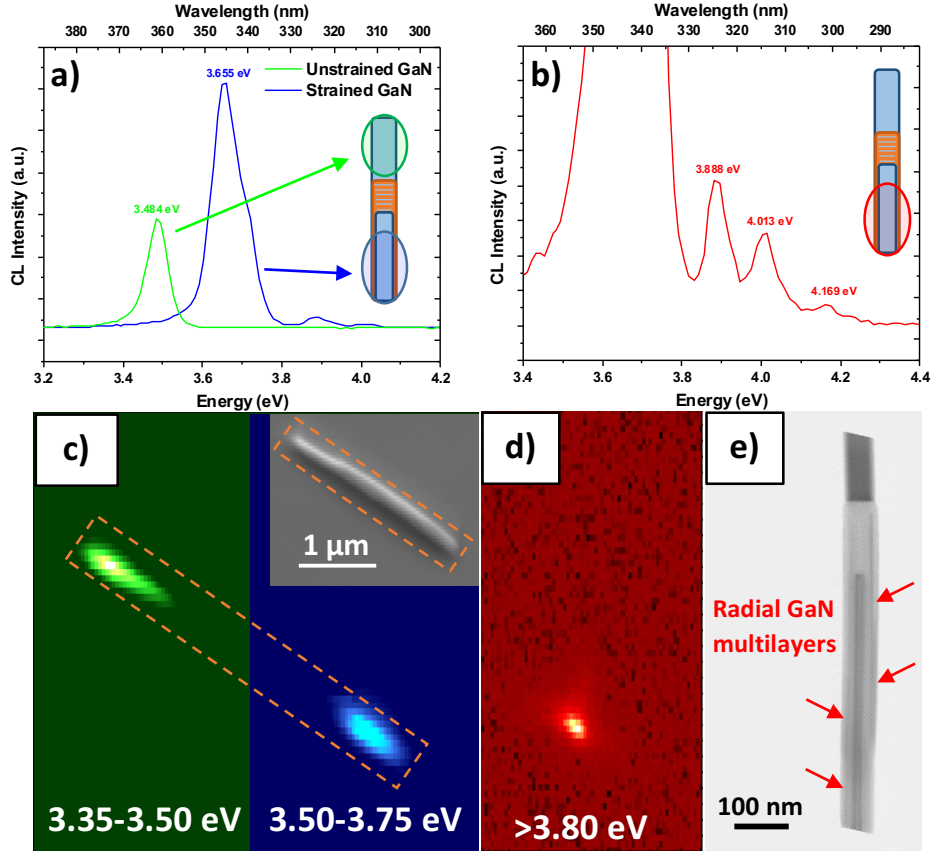 Wavelength (nm)
380 370 360 350 340 330 320 310 300
a)
3.655 eV
Unstrained GaN
Strained GaN
3.484 eV
CL Intensity (a.u.)
3.2 3.4 3.6 3.8 4.0 4.2
Energy (eV)
Wavelength (nm)
360 350 340 330 320 310 300 290
b)
3.888 eV
4.013 eV
4.169 eV
CL Intensity (a.u.)
3.4 3.6 3.8 4.0 4.2 4.4
Energy (eV)
c)
1 µm
3.35-3.50 eV
3.50-3.75 eV
d)
>3.80 eV
e)
Radial GaN
multilayers
100 nm